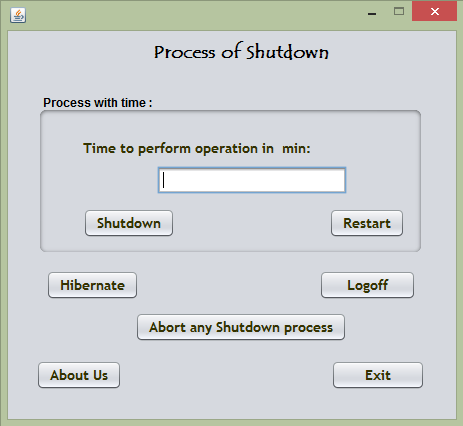 Process of Shutdown
Process with time :
Time to perform operation in min:
Shutdown Restart
Hibernate Logoff
Abort any Shutdown process
About Us Exit